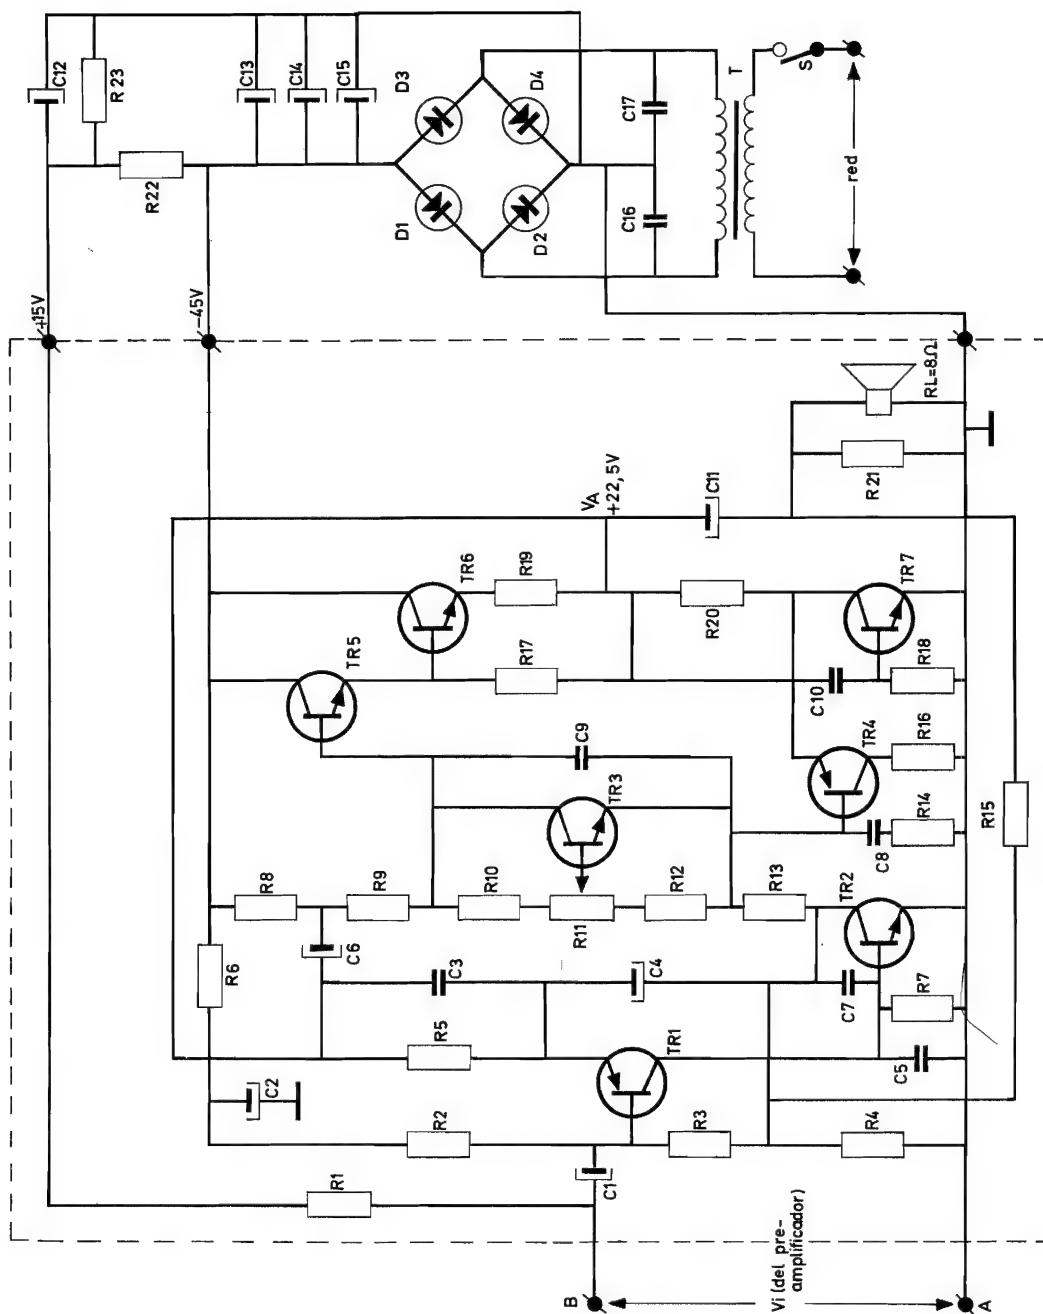 +15V
-45V
C12
R23
R22
C13
C14
C15
D3
D1
D4
D2
C17
C16
T
S
red
VA
+22,5V
C11
R21
RL=8Ω
TR6
R19
TR5
R17
R20
TR7
C10
R18
C9
TR4
R16
TR3
C8
R14
R15
R8
R9
R10
R11
R12
R13
TR2
R6
C6
C3
C4
C7
R7
R5
TR1
C5
C2
R2
R3
R4
C1
R1
B
Vi (del pre-
amplificador)
A